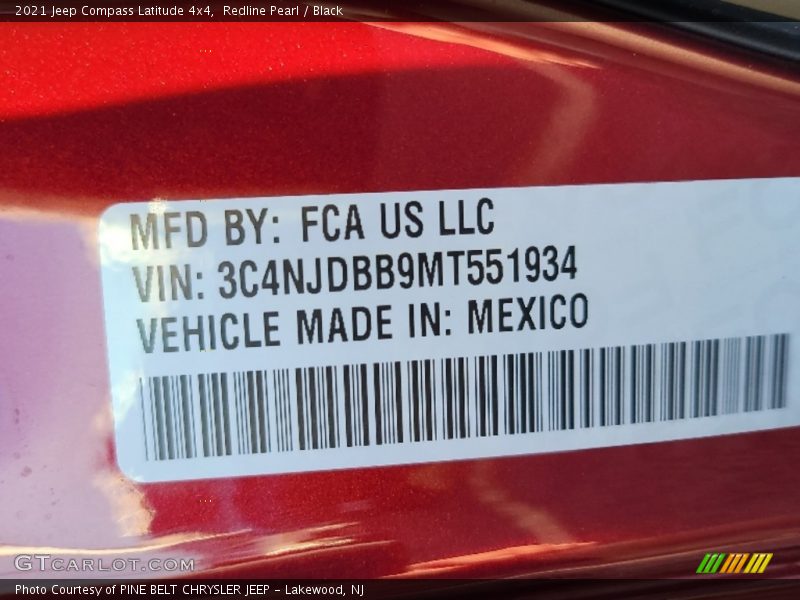 2021 Jeep Compass Latitude 4x4,  Redline Pearl / Black
MFD BY: FCA US LLC
VIN: 3C4NJDBB9MT551934
VEHICLE MADE IN: MEXICO
GTCARLOT.COM
Photo Courtesy of PINE BELT CHRYSLER JEEP - Lakewood, NJ